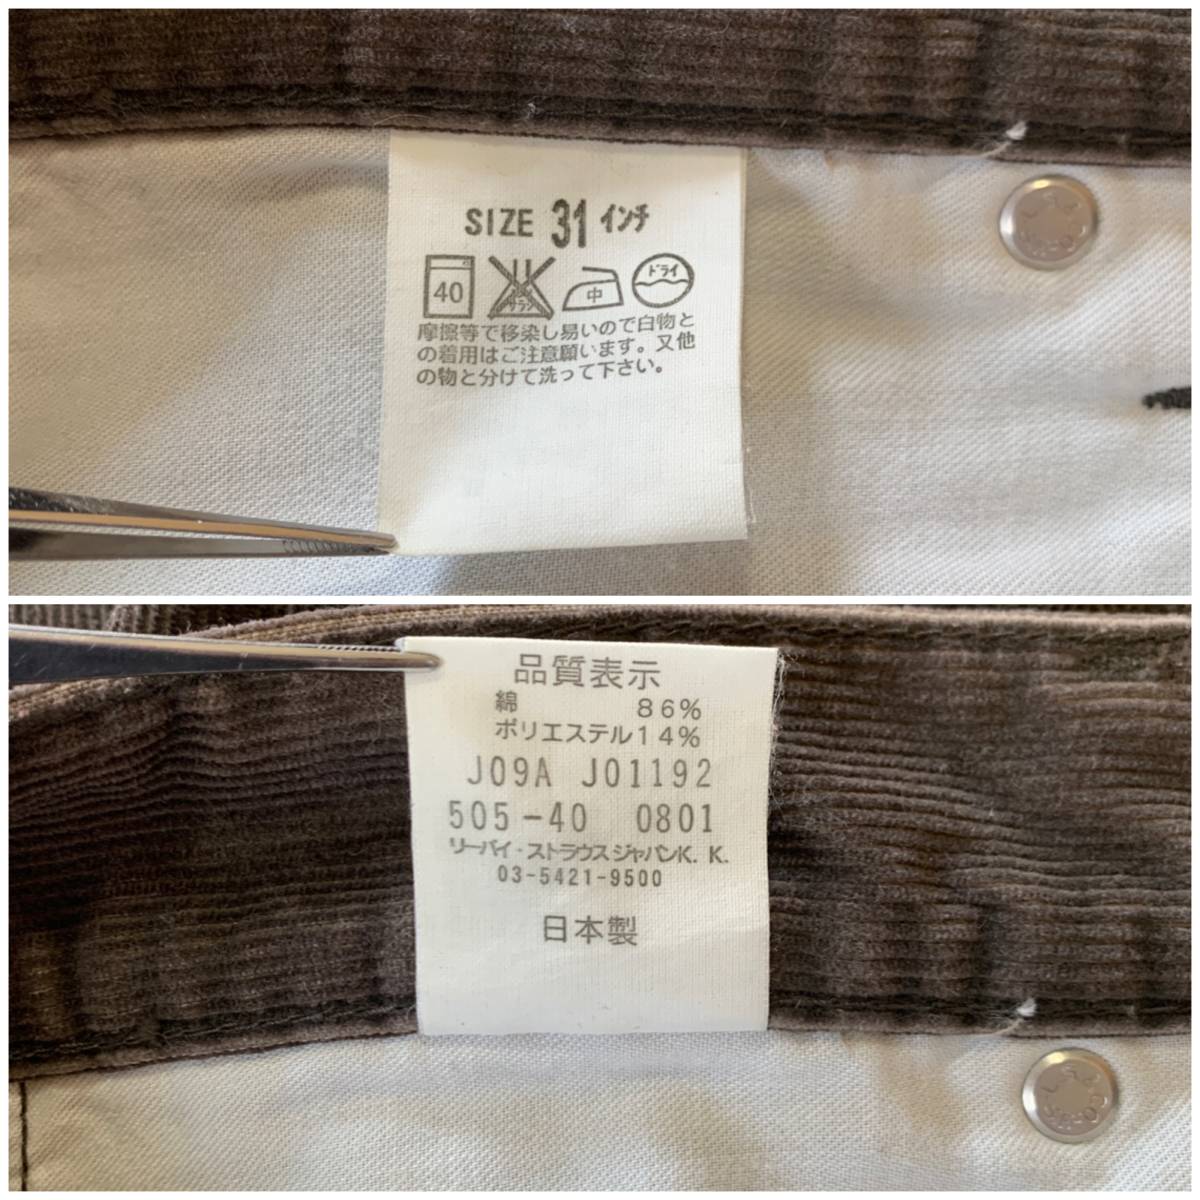 SIZE 31 インチ
40 サラシ 中 ドライ
摩擦等で移染し易いので白物と
の着用はご注意願います。又他
の物と分けて洗って下さい。
品質表示
綿 86%
ポリエステル14%
J09A J01192
505-40 0801
リーバイ・ストラウスジャパンK.K.
03-5421-9500
日本製